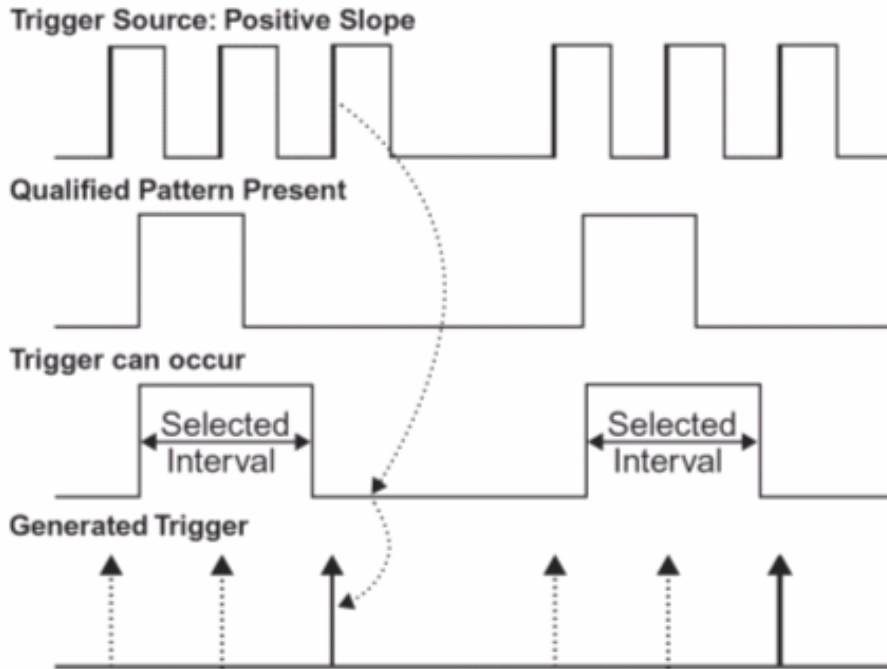 Trigger Source: Positive Slope
Qualified Pattern Present
Trigger can occur
Selected Interval
Selected Interval
Generated Trigger